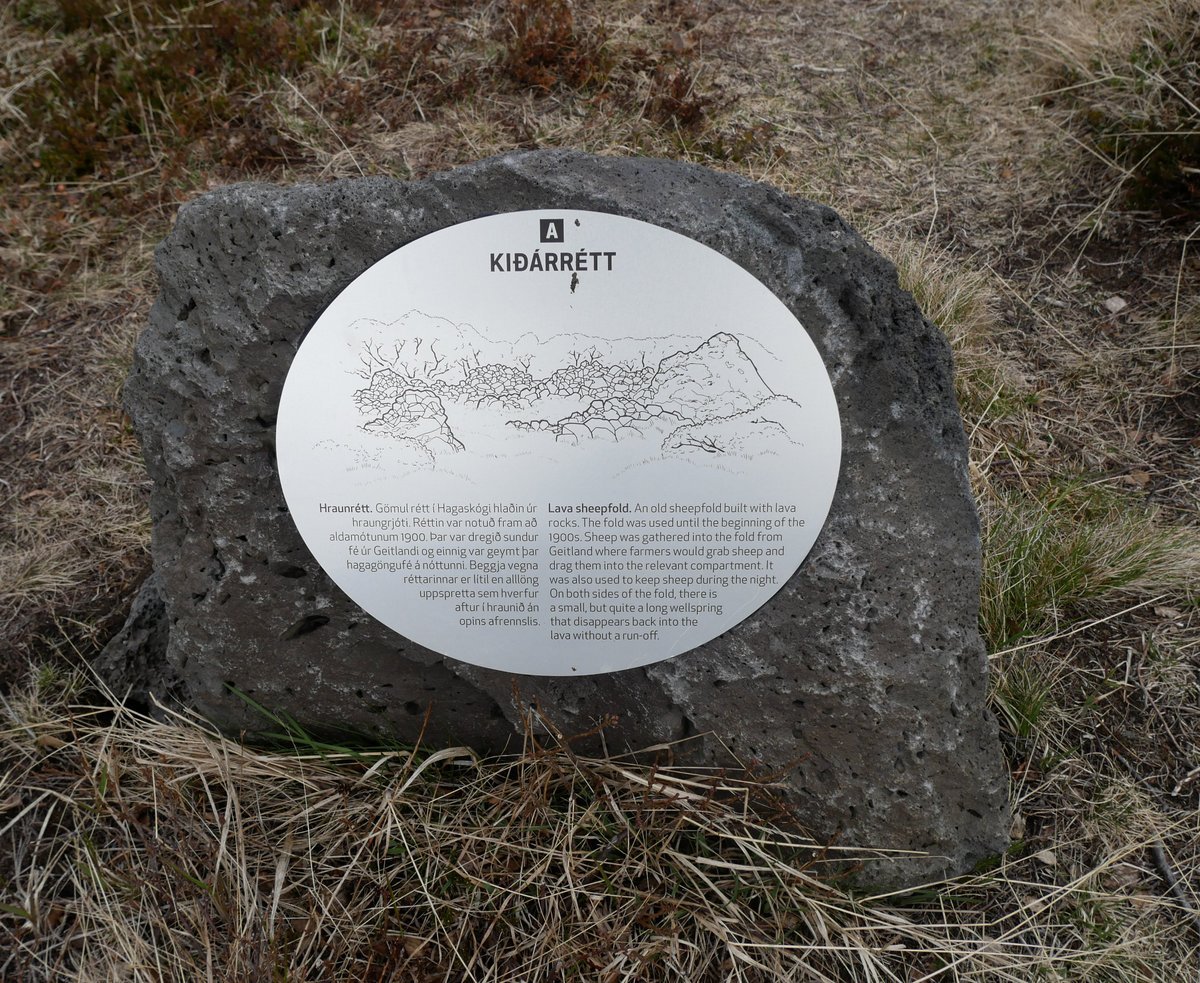 A
KIÐÁRRÉTT
Hraunrétt. Gömul rétt í Hagaskógi hlaðin úr
hraungrjóti. Réttin var notuð fram að
aldamótunum 1900. Þar var dregið sundur
fé úr Geitlandi og einnig var geymt þar
hagagöngufé á nóttunni. Beggja vegna
réttarinnar er lítil en alllöng
uppspretta sem hverfur
aftur í hraunið án
opins afrennslis.
Lava sheepfold. An old sheepfold built with lava
rocks. The fold was used until the beginning of the
1900s. Sheep was gathered into the fold from
Geitland where farmers would grab sheep and
drag them into the relevant compartment. It
was also used to keep sheep during the night.
On both sides of the fold, there is
a small, but quite a long wellspring
that disappears back into the
lava without a run-off.